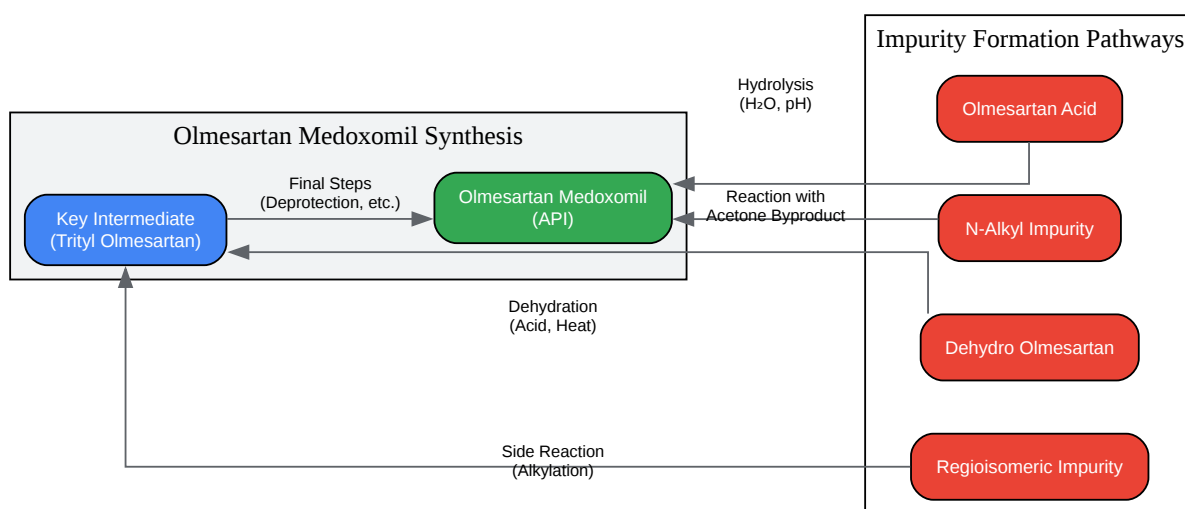 Impurity Formation Pathways
Hydrolysis
(H₂O, pH)
Olmesartan Acid
Olmesartan Medoxomil Synthesis
Final Steps
(Deprotection, etc.)
Olmesartan Medoxomil
(API)
Reaction with
Acetone Byproduct
Key Intermediate
(Trityl Olmesartan)
N-Alkyl Impurity
Dehydration
(Acid, Heat)
Dehydro Olmesartan
Side Reaction
(Alkylation)
Regioisomeric Impurity